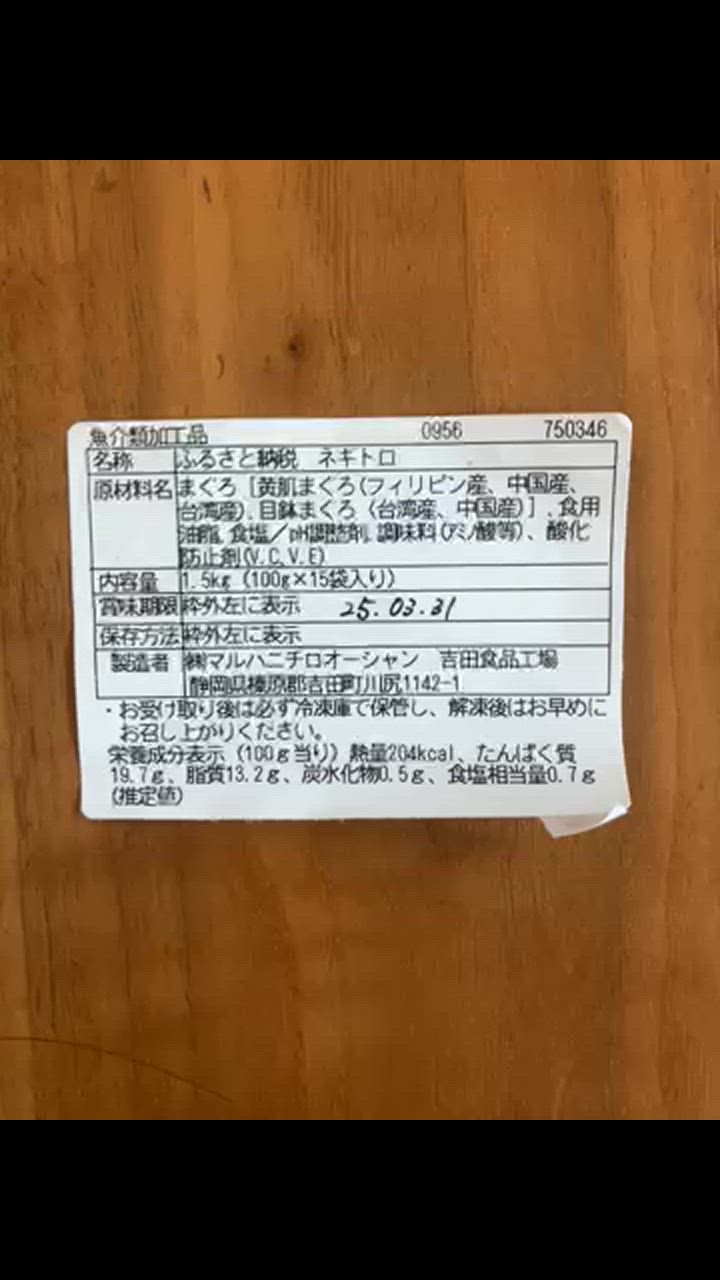 魚介類加工品 0956 750346
名称 ふるさと納税 ネギトロ
原材料名 まぐろ［黄肌まぐろ(フィリピン産、中国産、
台湾産)、目鉢まぐろ（台湾産、中国産)］、食用
油脂、食塩／pH調整剤、調味料(アミノ酸等)、酸化
防止剤(V.C,V.E)
内容量 1.5kg（100g×15袋入り）
賞味期限 枠外左に表示 25.03.31
保存方法 枠外左に表示
製造者 ㈱マルハニチロオーシャン 吉田食品工場
静岡県榛原郡吉田町川尻1142-1
・お受け取り後は必ず冷凍庫で保管し、解凍後はお早めに
お召し上がりください。
栄養成分表示（100g当り）熱量204kcal、たんぱく質
19.7g、脂質13.2g、炭水化物0.5g、食塩相当量0.7g
(推定値)